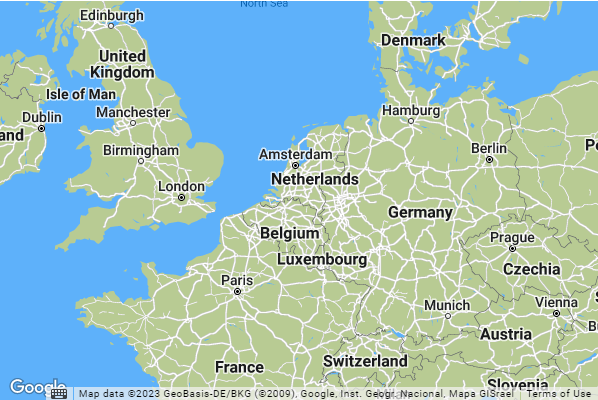 North Sea
Edinburgh
Denmark
United
Kingdom
Isle of Man
Hamburg
Manchester
Dublin
Birmingham
Amsterdam
Berlin
Netherlands
London
Germany
Belgium
Prague
Luxembourg
Czechia
Paris
Munich
Vienna
Austria
Switzerland
France
Slovenia
Google
Map data ©2023 GeoBasis-DE/BKG (©2009), Google, Inst. Geogr. Nacional, Mapa GISrael
Terms of Use